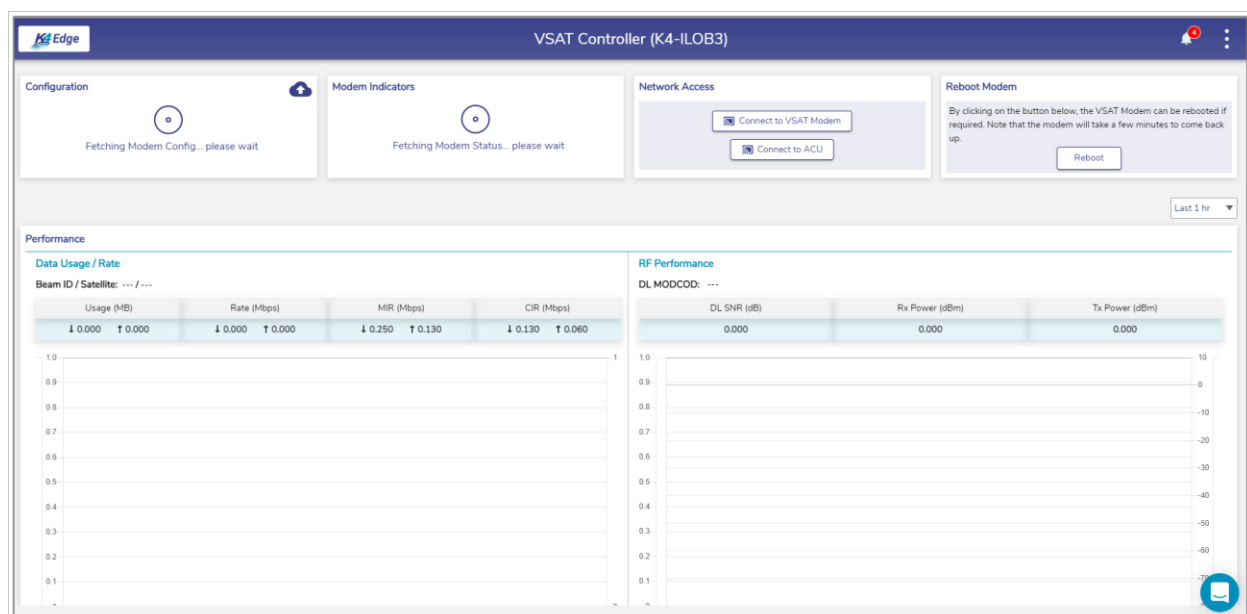 K4 Edge
VSAT Controller (K4-ILOB3)
4
Configuration
Fetching Modem Config... please wait
Modem Indicators
Fetching Modem Status... please wait
Network Access
Connect to VSAT Modem
Connect to ACU
Reboot Modem
By clicking on the button below, the VSAT Modem can be rebooted if
required. Note that the modem will take a few minutes to come back
up.
Reboot
Last 1 hr
Performance
Data Usage / Rate
Beam ID / Satellite: --- / ---
Usage (MB) Rate (Mbps) MIR (Mbps) CIR (Mbps)
↓ 0.000 ↑ 0.000 ↓ 0.000 ↑ 0.000 ↓ 0.250 ↑ 0.130 ↓ 0.130 ↑ 0.060
1.0 1
0.9
0.8
0.7
0.6
0.5
0.4
0.3
0.2
0.1
RF Performance
DL MODCOD: ---
DL SNR (dB) Rx Power (dBm) Tx Power (dBm)
0.000 0.000 0.000
1.0 10
0.9 0
0.8 -10
0.7 -20
0.6 -30
0.5 -40
0.4 -50
0.3 -60
0.2
0.1